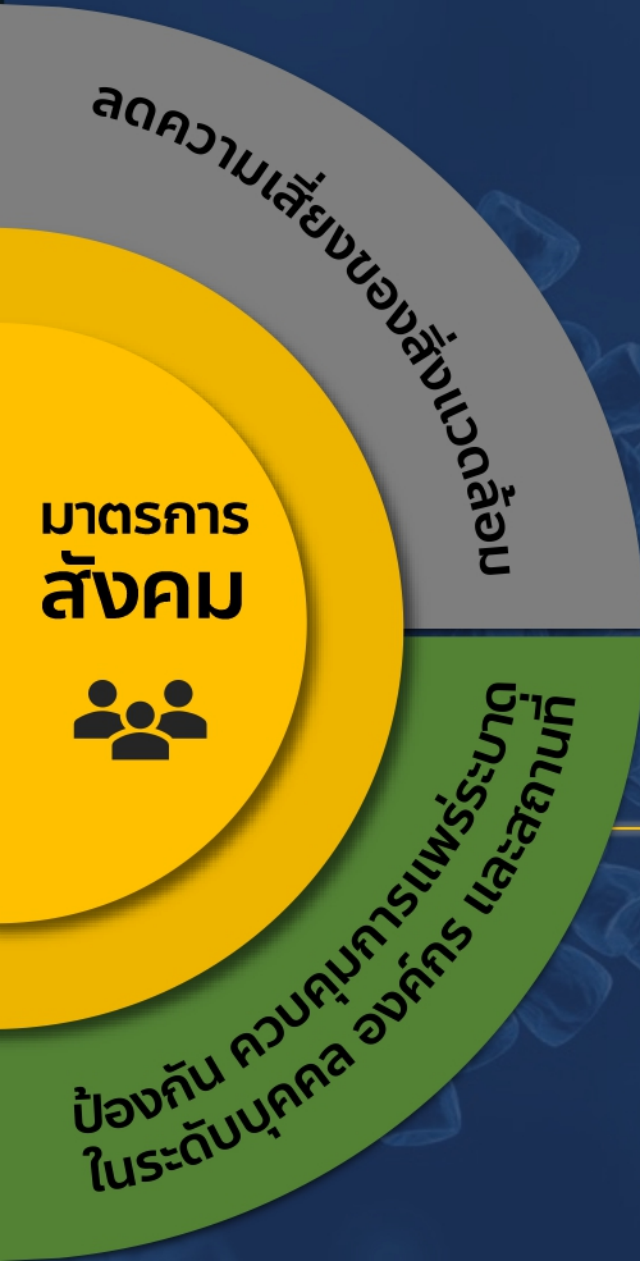 ลดความเสี่ยงของสิ่งแวดล้อม
มาตรการ
สังคม
ป้องกัน ควบคุมการแพร่ระบาด
ในระดับบุคคล องค์กร และสถานที่